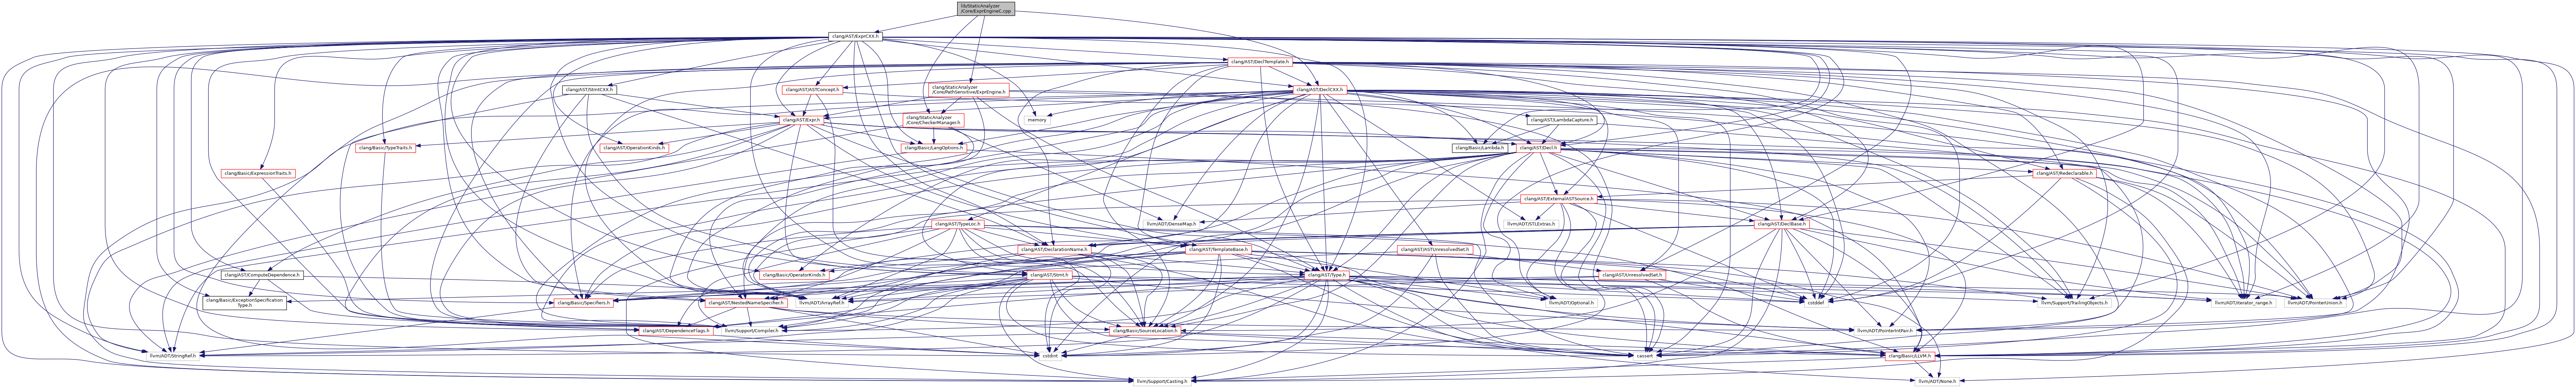 lib/StaticAnalyzer
/Core/ExprEngineC.cpp
clang/AST/ExprCXX.h
clang/AST/DeclTemplate.h
clang/AST/StmtCXX.h
clang/AST/ASTConcept.h
clang/StaticAnalyzer
/Core/PathSensitive/ExprEngine.h
clang/AST/DeclCXX.h
clang/AST/Expr.h
clang/StaticAnalyzer
/Core/CheckerManager.h
memory
clang/AST/LambdaCapture.h
clang/Basic/TypeTraits.h
clang/AST/OperationKinds.h
clang/Basic/LangOptions.h
clang/Basic/Lambda.h
clang/AST/Decl.h
clang/Basic/ExpressionTraits.h
clang/AST/Redeclarable.h
clang/AST/ExternalASTSource.h
clang/AST/TypeLoc.h
llvm/ADT/DenseMap.h
llvm/ADT/STLExtras.h
clang/AST/DeclBase.h
clang/AST/DeclarationName.h
clang/AST/TemplateBase.h
clang/AST/ASTUnresolvedSet.h
clang/AST/ComputeDependence.h
clang/Basic/OperatorKinds.h
clang/AST/Stmt.h
clang/AST/Type.h
clang/AST/UnresolvedSet.h
clang/Basic/ExceptionSpecification
Type.h
clang/Basic/Specifiers.h
clang/AST/NestedNameSpecifier.h
llvm/ADT/ArrayRef.h
llvm/ADT/Optional.h
cstddef
llvm/Support/TrailingObjects.h
llvm/ADT/iterator_range.h
llvm/ADT/PointerUnion.h
clang/AST/DependenceFlags.h
llvm/Support/Compiler.h
clang/Basic/SourceLocation.h
llvm/ADT/PointerIntPair.h
llvm/ADT/StringRef.h
cstdint
cassert
clang/Basic/LLVM.h
llvm/Support/Casting.h
llvm/ADT/None.h